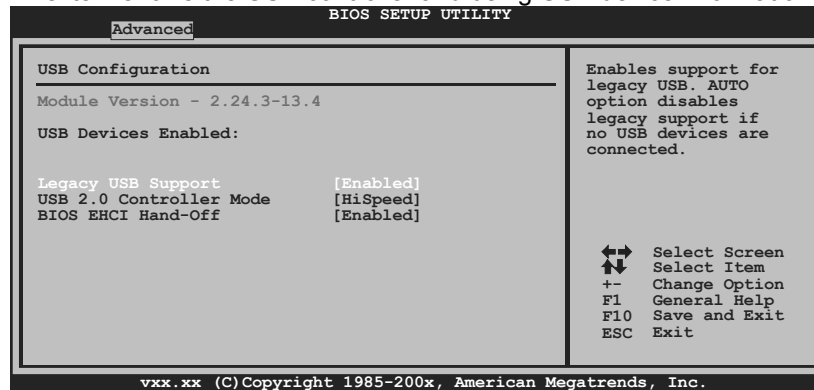 BIOS SETUP UTILITY
Advanced
USB Configuration
Module Version - 2.24.3-13.4
USB Devices Enabled:
Legacy USB Support [Enabled]
USB 2.0 Controller Mode [HiSpeed]
BIOS EHCI Hand-Off [Enabled]
Enables support for
legacy USB. AUTO
option disables
legacy support if
no USB devices are
connected.
Select Screen
Select Item
+- Change Option
F1 General Help
F10 Save and Exit
ESC Exit
vxx.xx (C)Copyright 1985-200x, American Megatrends, Inc.